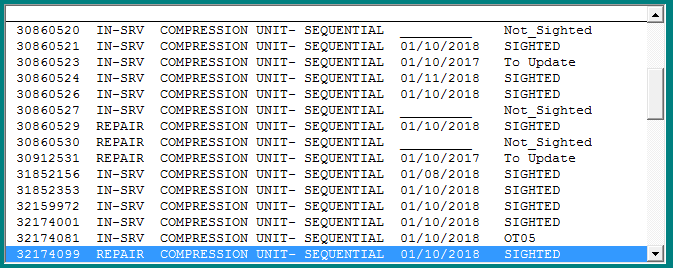 30860520 IN-SRV COMPRESSION UNIT- SEQUENTIAL _________ Not_Sighted
30860521 IN-SRV COMPRESSION UNIT- SEQUENTIAL 01/10/2018 SIGHTED
30860523 IN-SRV COMPRESSION UNIT- SEQUENTIAL 01/10/2017 To Update
30860524 IN-SRV COMPRESSION UNIT- SEQUENTIAL 01/11/2018 SIGHTED
30860526 IN-SRV COMPRESSION UNIT- SEQUENTIAL 01/10/2018 SIGHTED
30860527 IN-SRV COMPRESSION UNIT- SEQUENTIAL _________ Not_Sighted
30860529 REPAIR COMPRESSION UNIT- SEQUENTIAL 01/10/2018 SIGHTED
30860530 REPAIR COMPRESSION UNIT- SEQUENTIAL _________ Not_Sighted
30912531 REPAIR COMPRESSION UNIT- SEQUENTIAL 01/10/2017 To Update
31852156 IN-SRV COMPRESSION UNIT- SEQUENTIAL 01/08/2018 SIGHTED
31852353 IN-SRV COMPRESSION UNIT- SEQUENTIAL 01/10/2018 SIGHTED
32159972 IN-SRV COMPRESSION UNIT- SEQUENTIAL 01/10/2018 SIGHTED
32174001 IN-SRV COMPRESSION UNIT- SEQUENTIAL 01/10/2018 SIGHTED
32174081 IN-SRV COMPRESSION UNIT- SEQUENTIAL 01/10/2018 OT05
32174099 REPAIR COMPRESSION UNIT- SEQUENTIAL 01/10/2018 SIGHTED